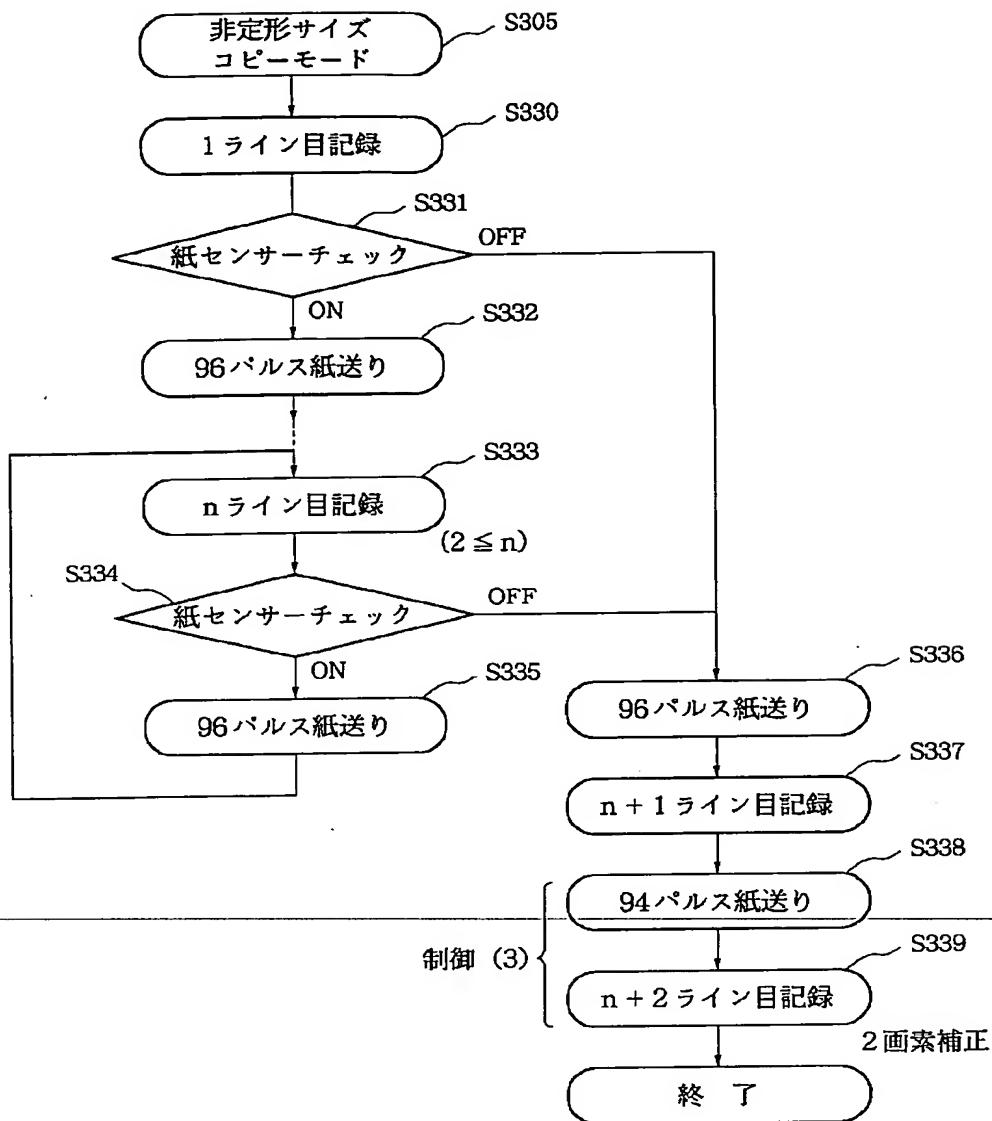 非定形サイズ
コピーモード
S305
S330
1ライン目記録
S331
紙センサーチェック
OFF
ON
S332
96パルス紙送り
S333
nライン目記録
(2≦n)
S334
紙センサーチェック
OFF
ON
S335
96パルス紙送り
S336
96パルス紙送り
S337
n+1ライン目記録
S338
94パルス紙送り
制御 (3)
S339
n+2ライン目記録
2画素補正
終 了